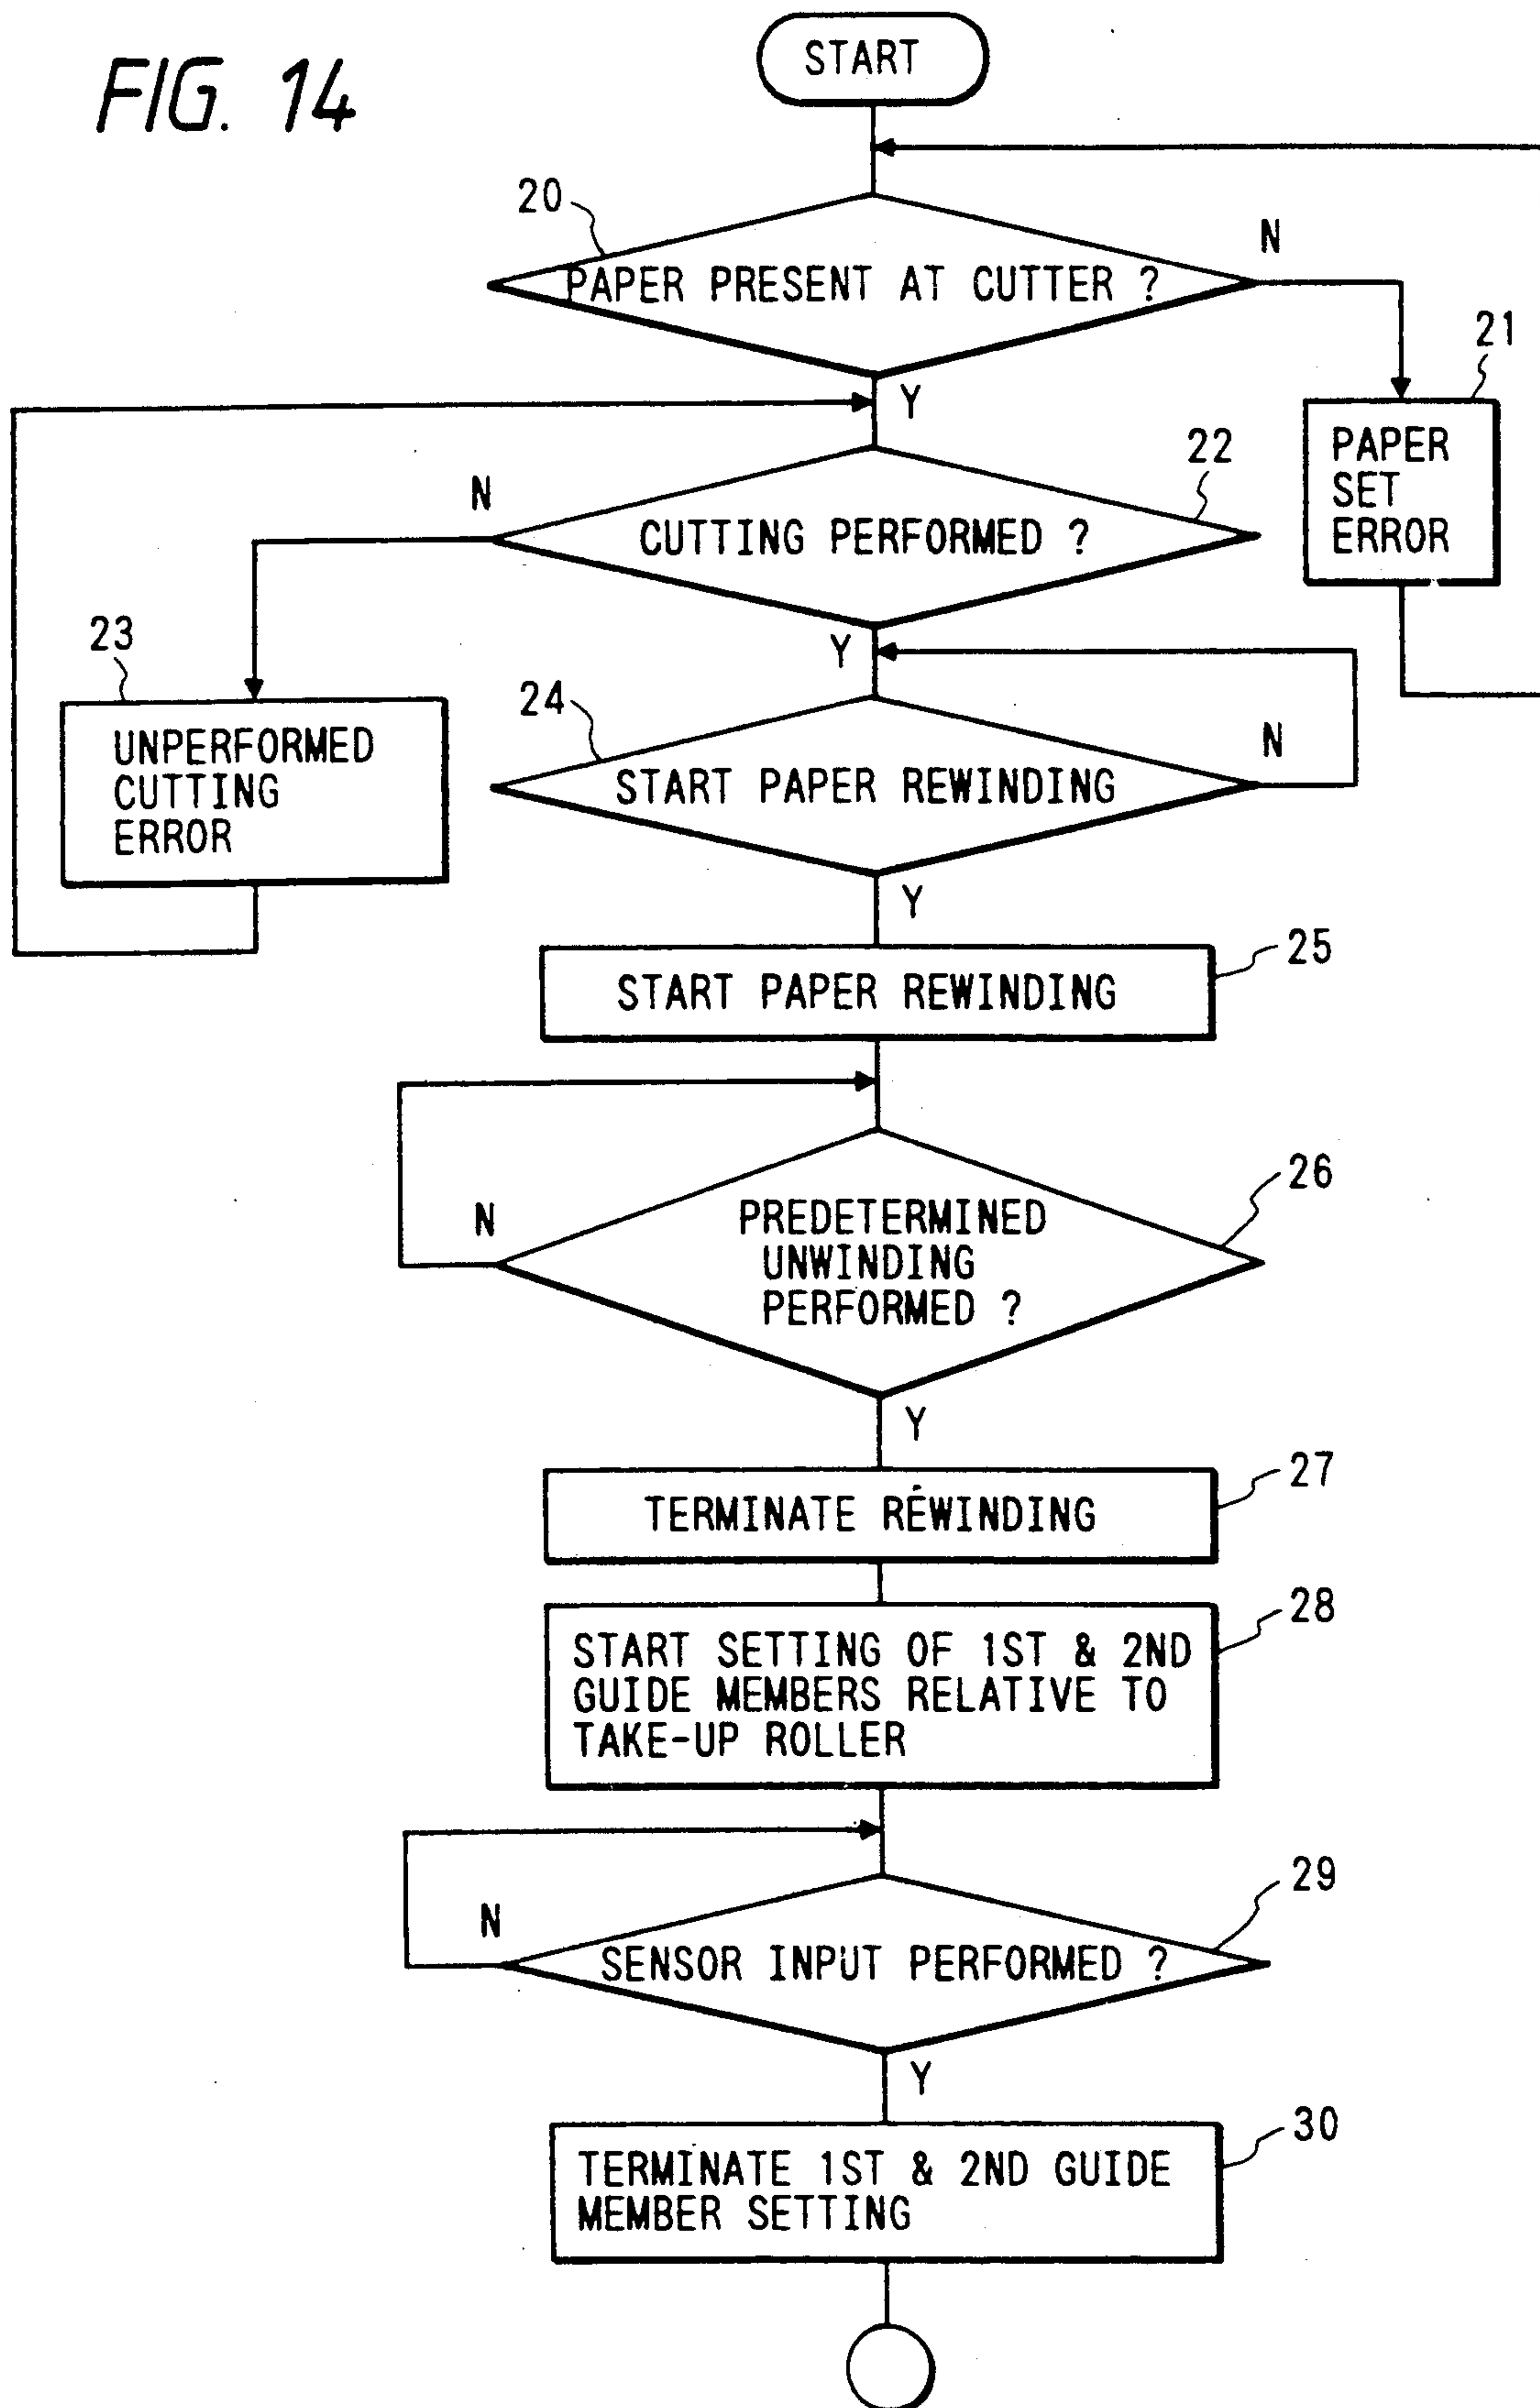 FIG. 14
START
20
PAPER PRESENT AT CUTTER ?
N
21
Y
PAPER
SET
ERROR
22
N
CUTTING PERFORMED ?
23
Y
24
N
UNPERFORMED
CUTTING
ERROR
START PAPER REWINDING
Y
25
START PAPER REWINDING
26
N
PREDETERMINED
UNWINDING
PERFORMED ?
Y
27
TERMINATE REWINDING
28
START SETTING OF 1ST & 2ND
GUIDE MEMBERS RELATIVE TO
TAKE-UP ROLLER
29
N
SENSOR INPUT PERFORMED ?
Y
30
TERMINATE 1ST & 2ND GUIDE
MEMBER SETTING